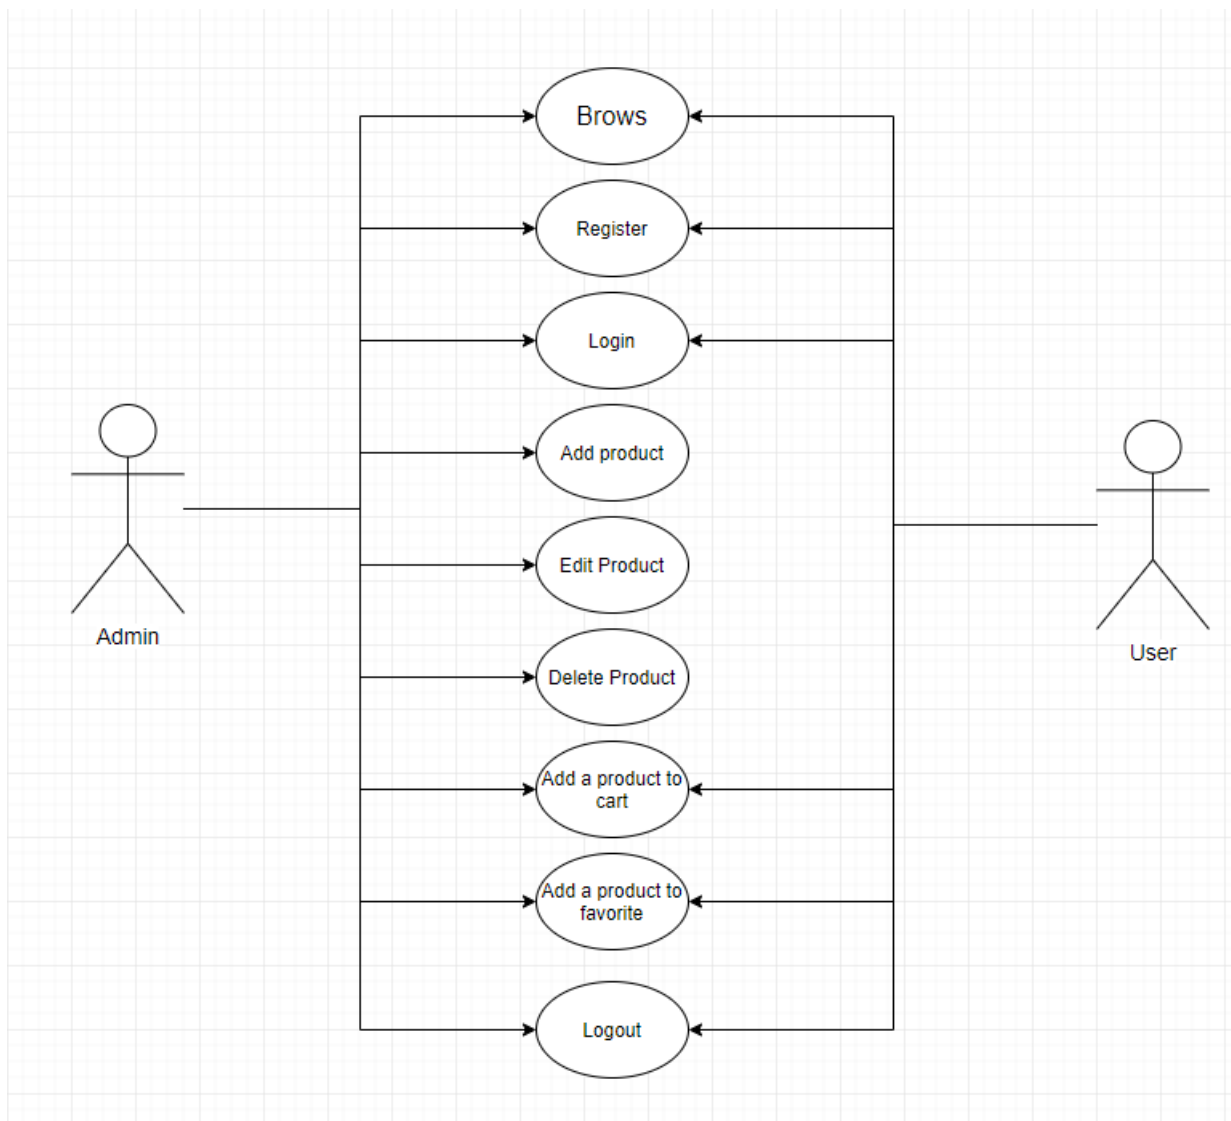 Brows
Register
Login
Add product
Edit Product
Delete Product
Add a product to
cart
Add a product to
favorite
Logout
Admin
User